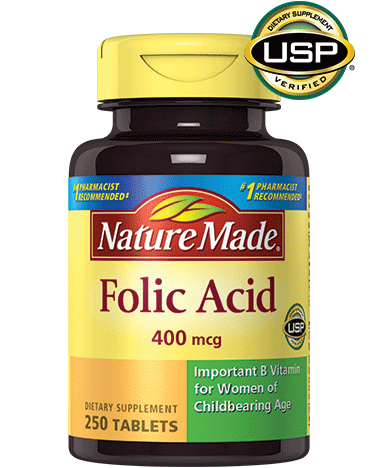 DIETARY SUPPLEMENT
USP®
VERIFIED
#1 PHARMACIST
RECOMMENDED‡
#1 PHARMACIST
RECOMMENDED‡
Nature Made®
Folic Acid
400 mcg
USP
Important B Vitamin
for Women of
Childbearing Age
DIETARY SUPPLEMENT
250 TABLETS